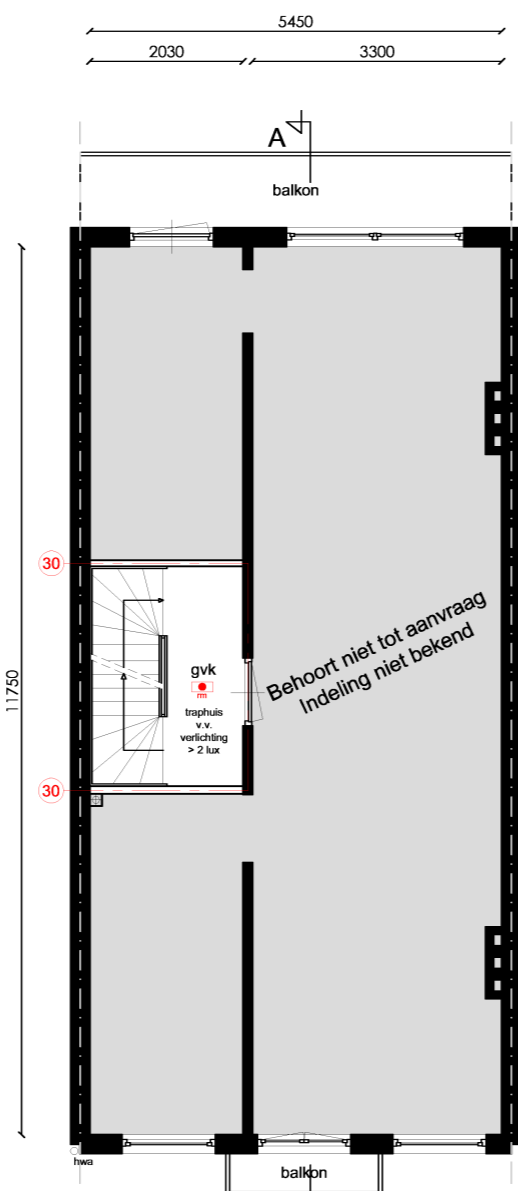 5450
2030
3300
A
balkon
11750
30
gvk
rm
traphuis
v.v.
verlichting
> 2 lux
Behoort niet tot aanvraag
Indeling niet bekend
30
hwa
balkon